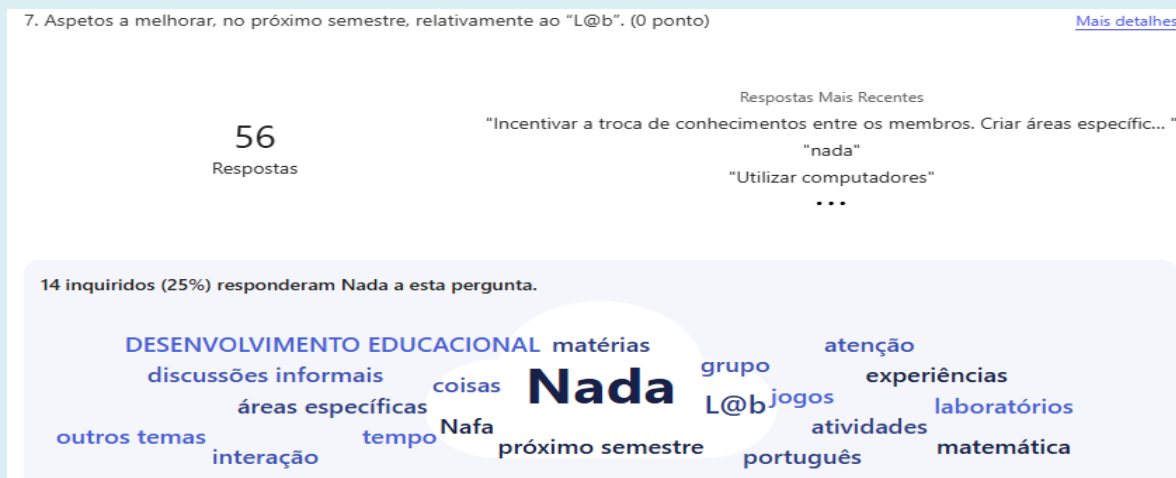 7. Aspetos a melhorar, no próximo semestre, relativamente ao "L@b". (0 ponto)
Mais detalhes
56
Respostas
Respostas Mais Recentes
"Incentivar a troca de conhecimentos entre os membros. Criar áreas específic... "
"nada"
"Utilizar computadores"
...
14 inquiridos (25%) responderam Nada a esta pergunta.
DESENVOLVIMENTO EDUCACIONAL matérias atenção
discussões informais coisas Nada grupo experiências
áreas específicas L@b jogos laboratórios
outros temas tempo Nafa atividades
interação próximo semestre português matemática